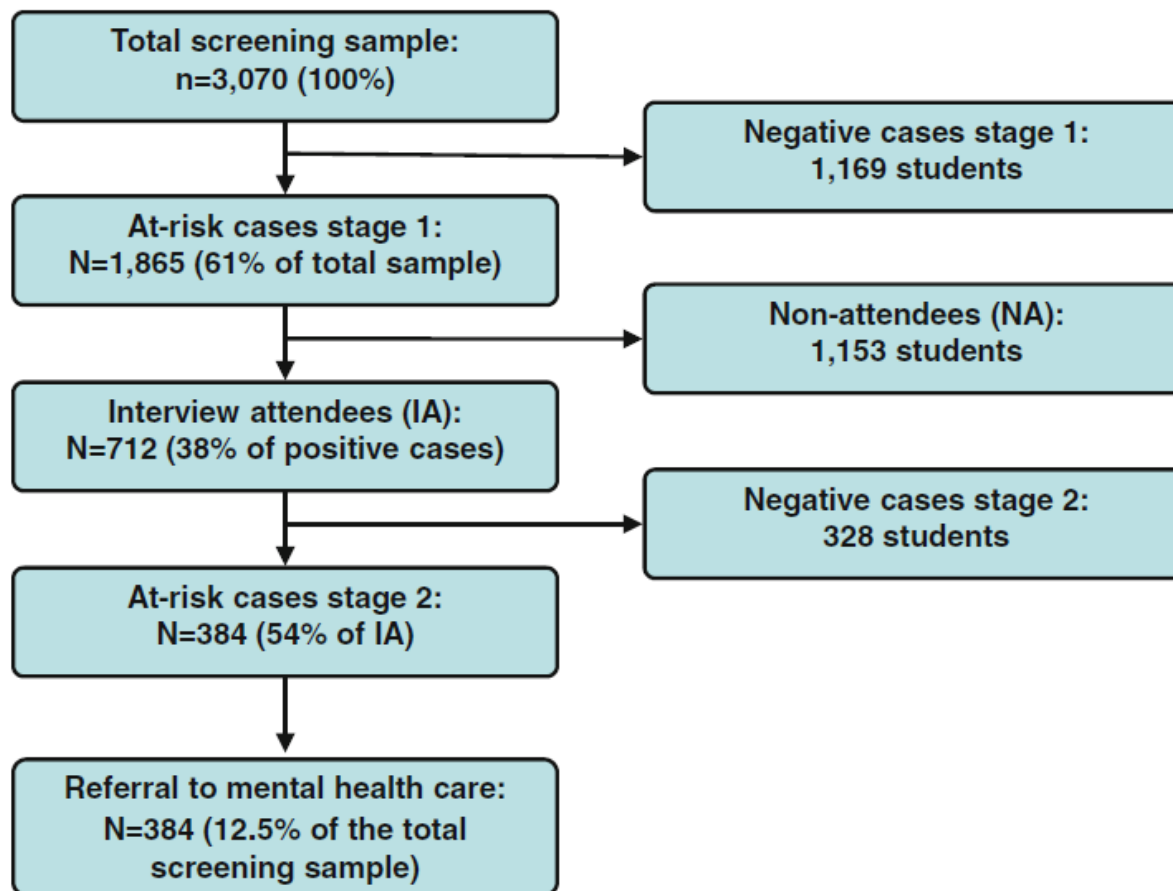 Total screening sample:
n=3,070 (100%)
Negative cases stage 1:
1,169 students
At-risk cases stage 1:
N=1,865 (61% of total sample)
Non-attendees (NA):
1,153 students
Interview attendees (IA):
N=712 (38% of positive cases)
Negative cases stage 2:
328 students
At-risk cases stage 2:
N=384 (54% of IA)
Referral to mental health care:
N=384 (12.5% of the total
screening sample)